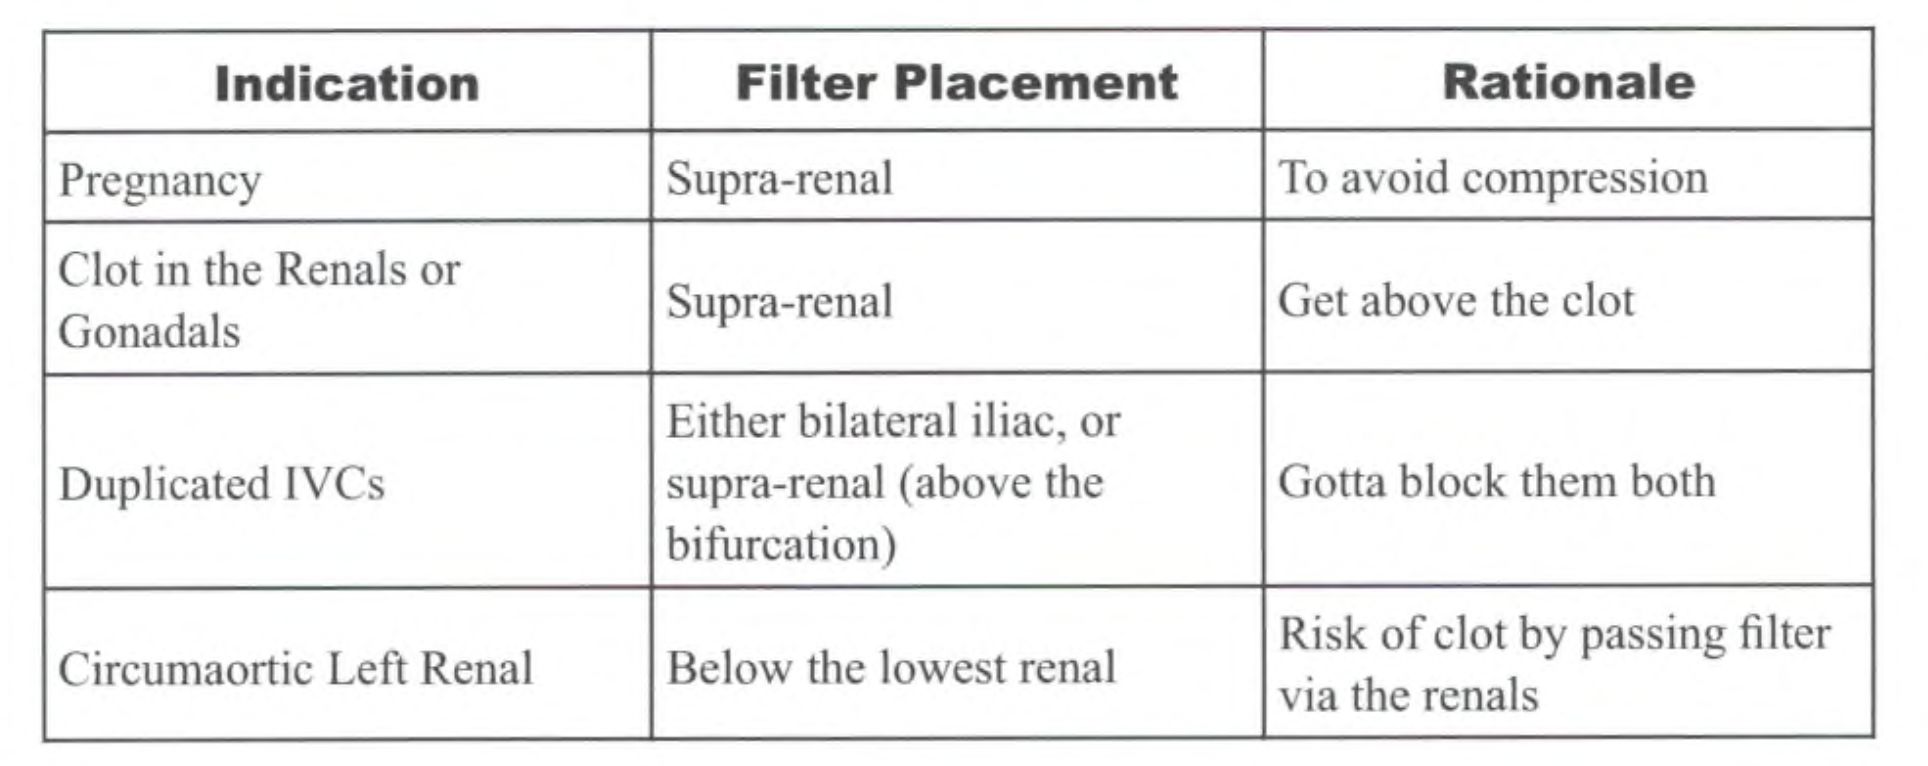 Indication
Filter Placement
Rationale
Pregnancy
Supra-renal
To avoid compression
Clot in the Renals or
Gonadals
Supra-renal
Get above the clot
Duplicated IVCs
Either bilateral iliac, or
supra-renal (above the
bifurcation)
Gotta block them both
Circumaortic Left Renal
Below the lowest renal
Risk of clot by passing filter
via the renals